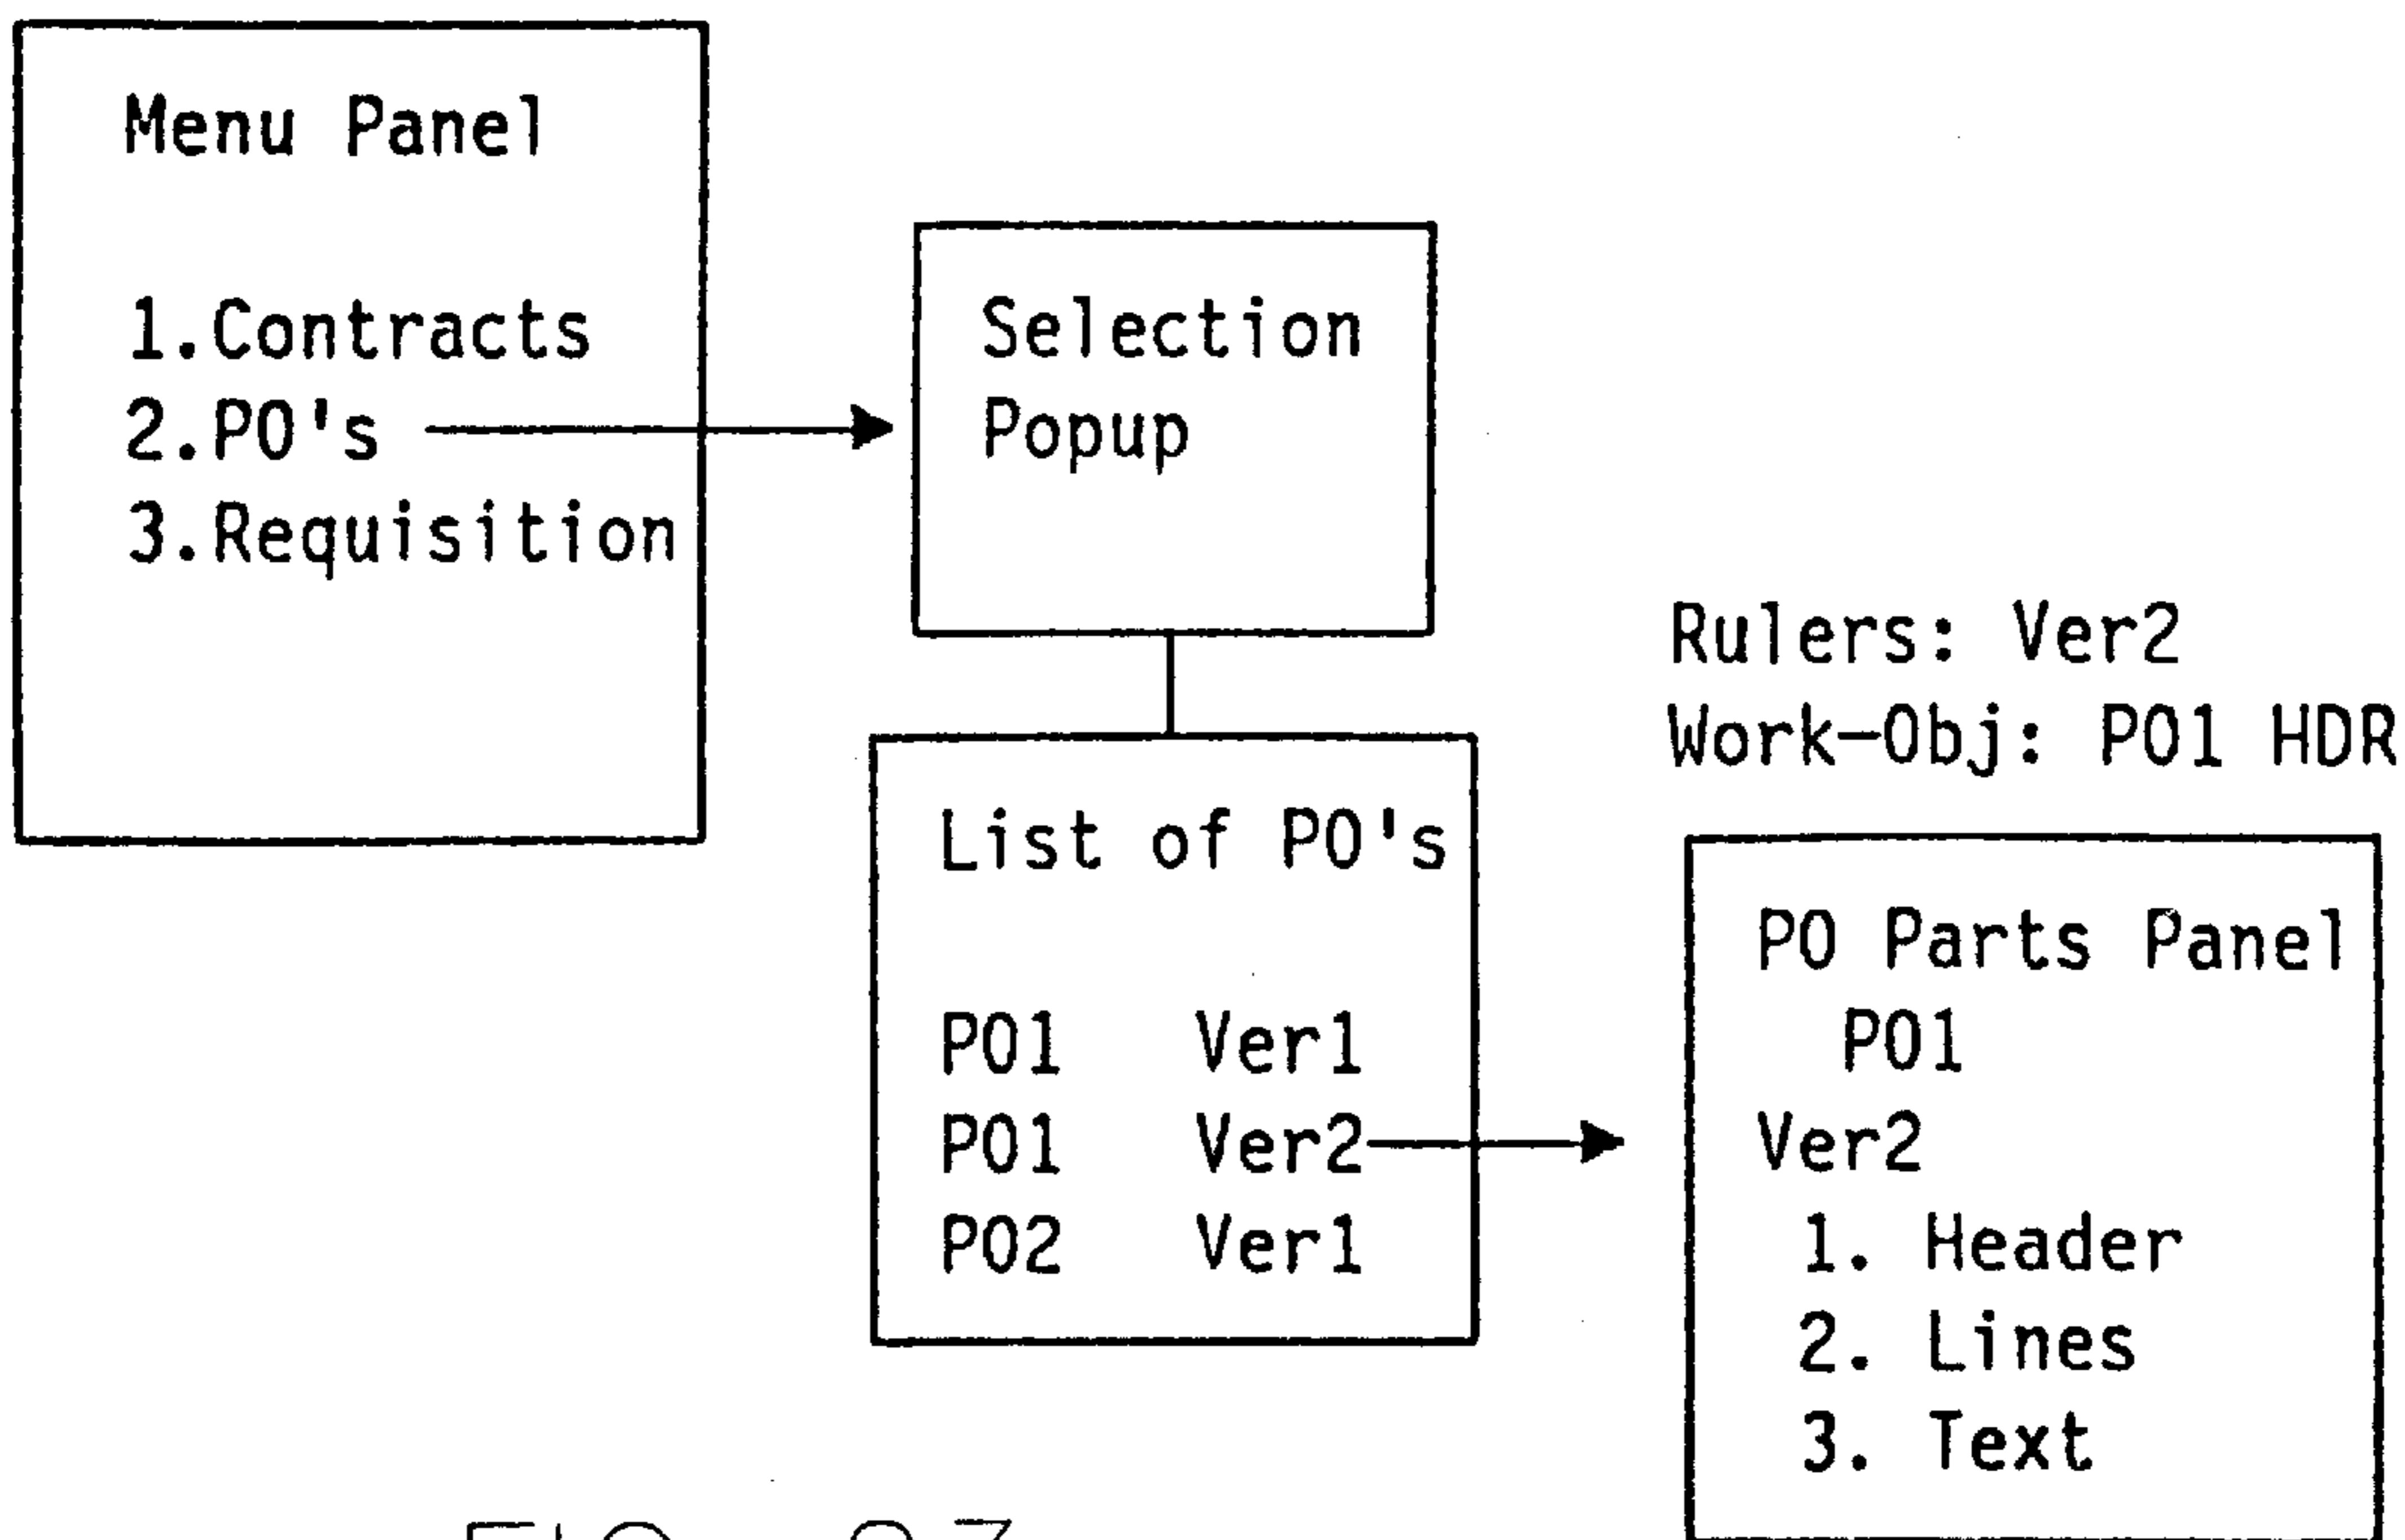 Menu Panel
1.Contracts
2.PO's
3.Requisition
Selection
Popup
List of PO's
PO1 Ver1
PO1 Ver2
PO2 Ver1
Rulers: Ver2
Work-Obj: PO1 HDR
PO Parts Panel
PO1
Ver2
1. Header
2. Lines
3. Text